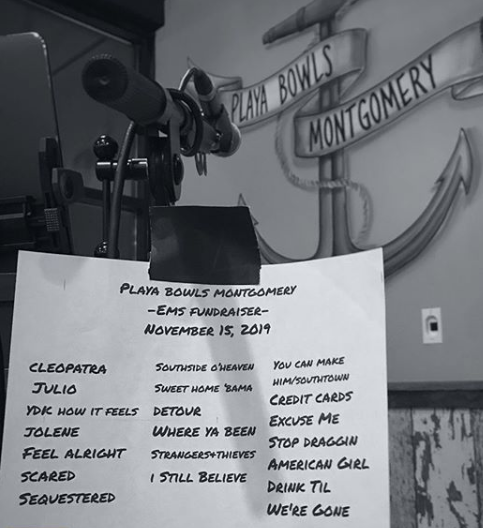 PLAYA BOWLS
MONTGOMERY
PLAYA BOWLS MONTGOMERY
-EMS FUNDRAISER-
NOVEMBER 15, 2019
CLEOPATRA
JULIO
YDK HOW IT FEELS
JOLENE
FEEL ALRIGHT
SCARED
SEQUESTERED
SOUTHSIDE O'HEAVEN
SWEET HOME 'BAMA
DETOUR
WHERE YA BEEN
STRANGERS+THIEVES
I STILL BELIEVE
YOU CAN MAKE
HIM/SOUTHTOWN
CREDIT CARDS
EXCUSE ME
STOP DRAGGIN
AMERICAN GIRL
DRINK TIL
WE'RE GONE